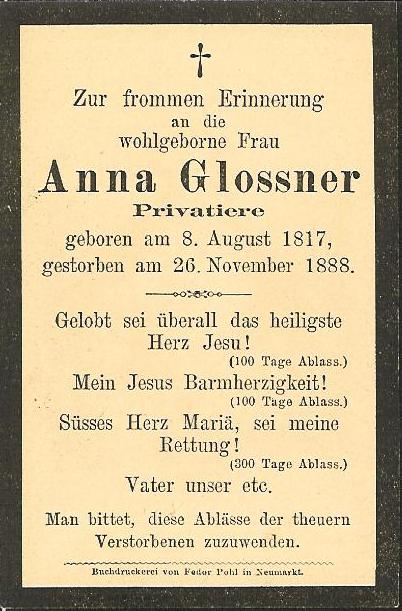 Zur frommen Erinnerung
an die
wohlgeborne Frau
Anna Glossner
Privatiere
geboren am 8. August 1817,
gestorben am 26. November 1888.
Gelobt sei überall das heiligste
Herz Jesu!
(100 Tage Ablass.)
Mein Jesus Barmherzigkeit!
(100 Tage Ablass.)
Süsses Herz Mariä, sei meine
Rettung!
(300 Tage Ablass.)
Vater unser etc.
Man bittet, diese Ablässe der theuern
Verstorbenen zuzuwenden.
Buchdruckerei von Fedor Pohl in Neumarkt.